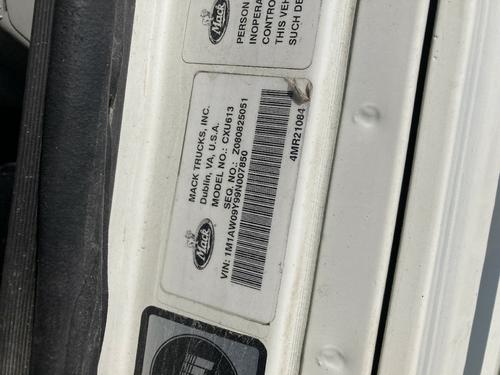 Mack
PERSON
INOPERA
CONTRO
THIS VEH
SUCH DE
MACK TRUCKS, INC.
Dublin, VA, U.S.A.
MODEL NO.: CXU613
SEQ. NO.: Z060825051
Mack
VIN: 1M1AW09Y99N007850
4MR21084